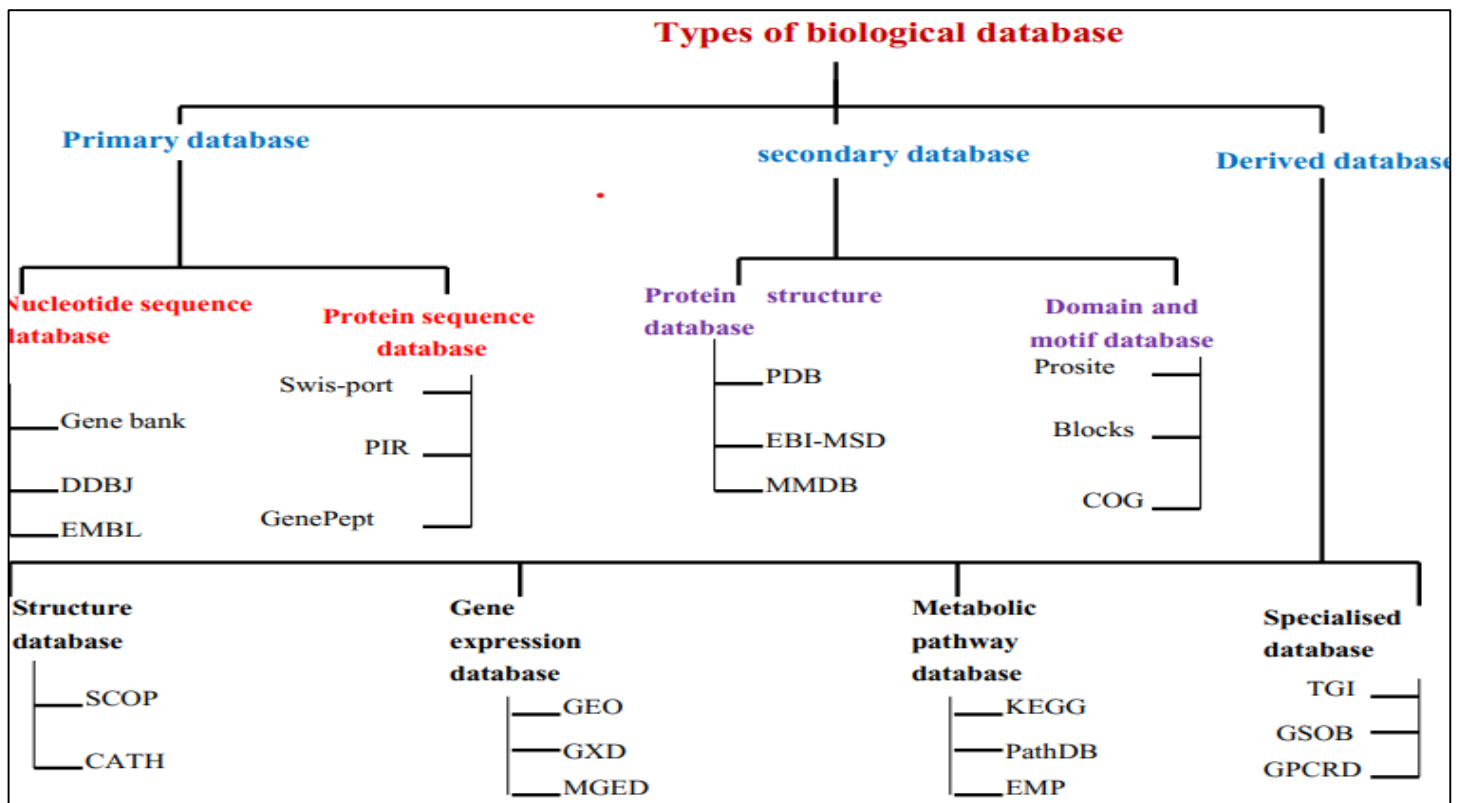 Types of biological database
Primary database
secondary database
Derived database
Nucleotide sequence
database
Protein sequence
database
Protein structure
database
Domain and
motif database
Gene bank
DDBJ
EMBL
Swis-port
PIR
GenePept
PDB
EBI-MSD
MMDB
Prosite
Blocks
COG
Structure
database
SCOP
CATH
Gene
expression
database
GEO
GXD
MGED
Metabolic
pathway
database
KEGG
PathDB
EMP
Specialised
database
TGI
GSOB
GPCRD